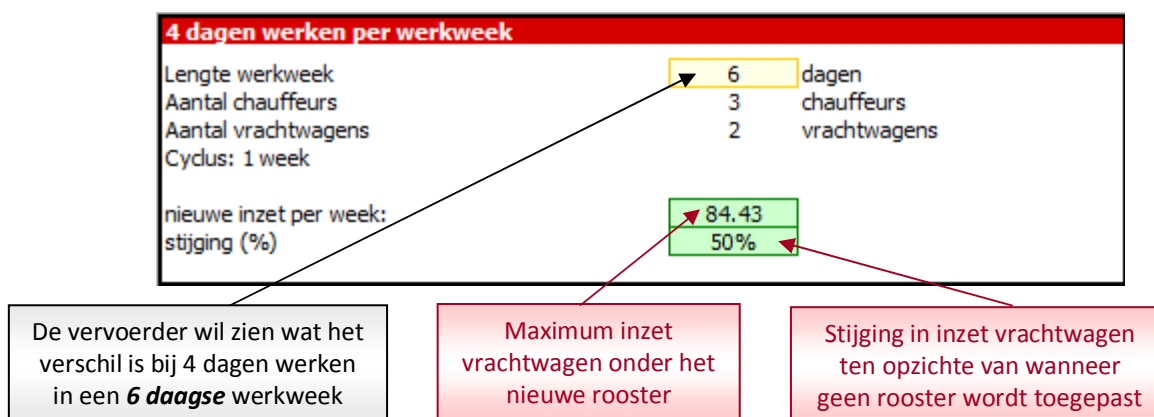 4 dagen werken per werkweek
Lengte werkweek 6 dagen
Aantal chauffeurs 3 chauffeurs
Aantal vrachtwagens 2 vrachtwagens
Cyclus: 1 week
nieuwe inzet per week: 84.43
stijging (%) 50%
De vervoerder wil zien wat het
verschil is bij 4 dagen werken
in een 6 daagse werkweek
Maximum inzet
vrachtwagen onder het
nieuwe rooster
Stijging in inzet vrachtwagen
ten opzichte van wanneer
geen rooster wordt toegepast